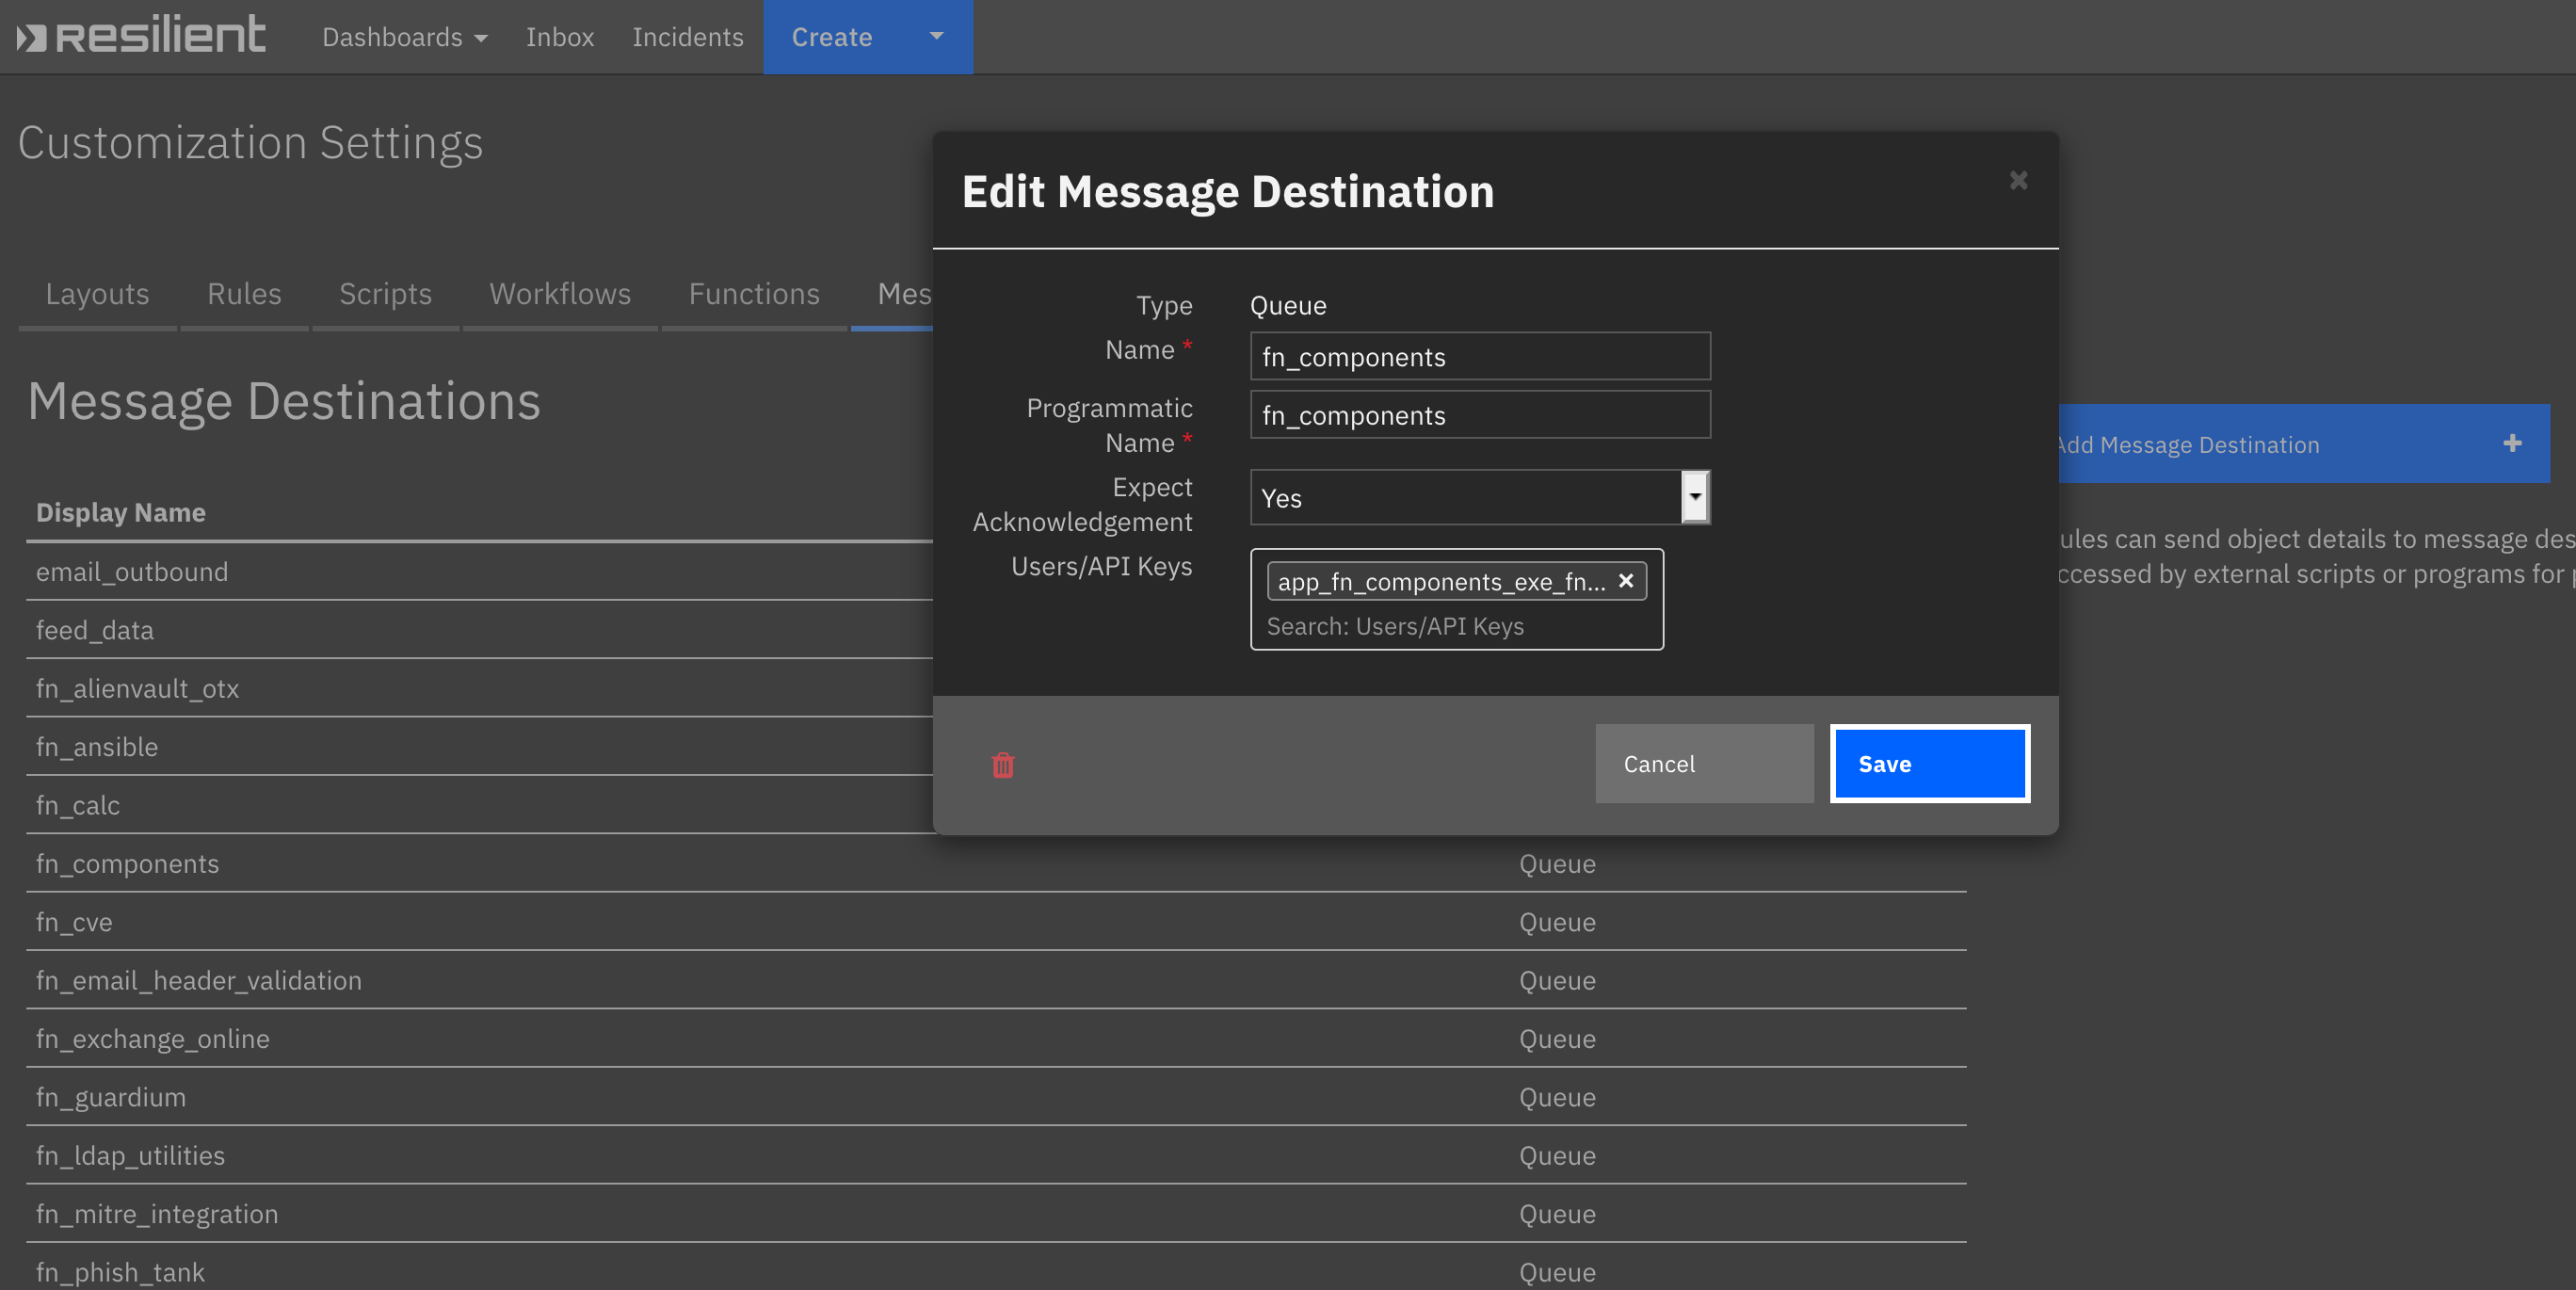 Resilient
Dashboards Inbox Incidents Create
Customization Settings
Layouts Rules Scripts Workflows Functions Mes
Message Destinations
Display Name
email_outbound
feed_data
fn_alienvault_otx
fn_ansible
fn_calc
fn_components Queue
fn_cve Queue
fn_email_header_validation Queue
fn_exchange_online Queue
fn_guardium Queue
fn_ldap_utilities Queue
fn_mitre_integration Queue
fn_phish_tank Queue
Edit Message Destination
Type Queue
Name * fn_components
Programmatic
Name * fn_components
Expect
Acknowledgement Yes
Users/API Keys app_fn_components_exe_fn...
Search: Users/API Keys
Cancel Save
Add Message Destination
ules can send object details to message des
ccessed by external scripts or programs for